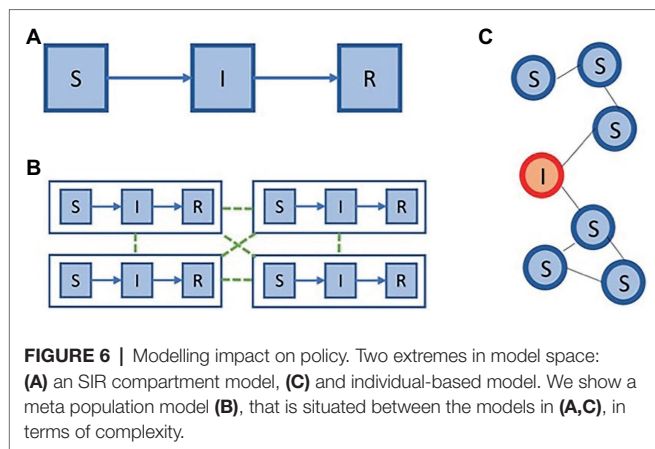 A
S I R
B
S I R S I R
S I R S I R
C
S
S
S
I
S
S
S
FIGURE 6 | Modelling impact on policy. Two extremes in model space:
(A) an SIR compartment model, (C) and individual-based model. We show a
meta population model (B), that is situated between the models in (A,C), in
terms of complexity.